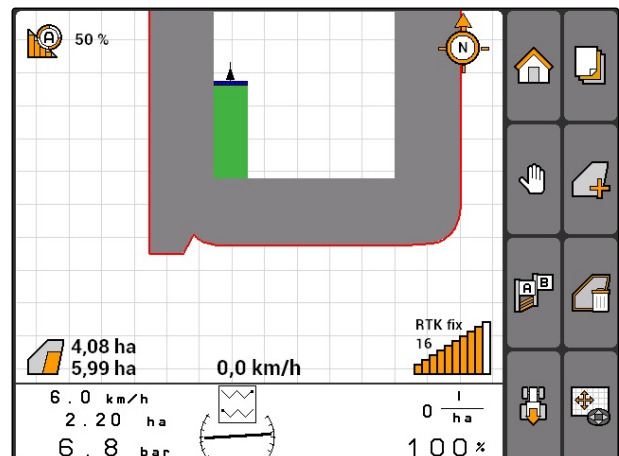 A 50 %
N
A B
4,08 ha
5,99 ha
0,0 km/h
RTK fix
16
6.0 km/h
2.20 ha
6.8 bar
0 l/ha
100%